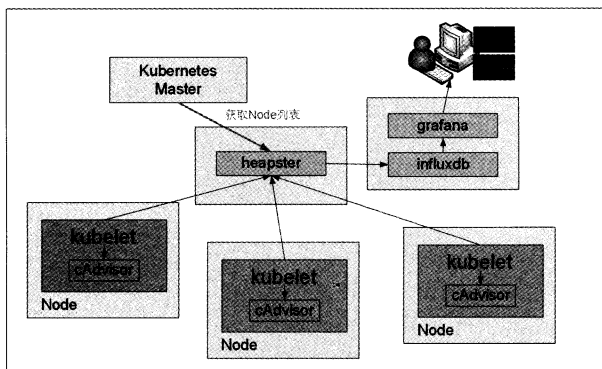 Kubernetes
Master
获取Node列表
grafana
heapster
influxdb
kubelet
cAdvisor
Node
kubelet
cAdvisor
Node
kubelet
cAdvisor
Node